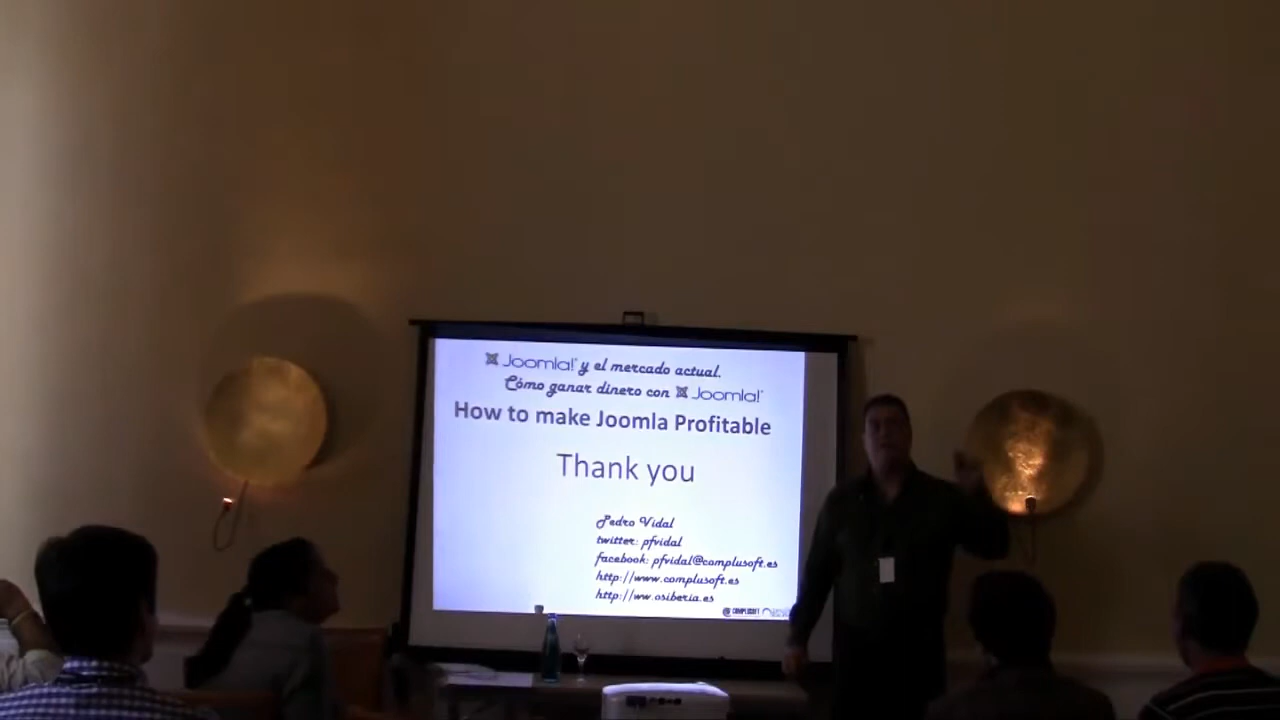 Joomla!® y el mercado actual.
Cómo ganar dinero con Joomla!®
How to make Joomla Profitable
Thank you
Pedro Vidal
twitter: pfvidal
facebook: pfvidal@complusoft.es
http://www.complusoft.es
http://ww.osiberia.es
COMPLUSOFT